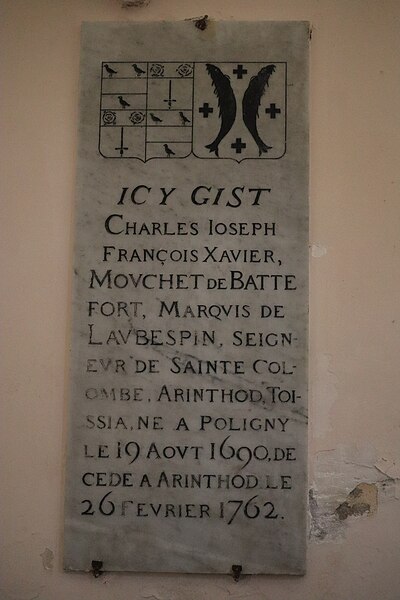 ICY GIST
CHARLES IOSEPH
FRANÇOIS XAVIER,
MOVCHET DE BATTE
FORT, MARQVIS DE
LAVBESPIN, SEIGN-
EVR DE SAINTE COL-
OMBE, ARINTHOD, TOI-
SSIA, NE A POLIGNY
LE 19 AOVT 1690, DE
CEDE A ARINTHOD LE
26 FEVRIER 1762.